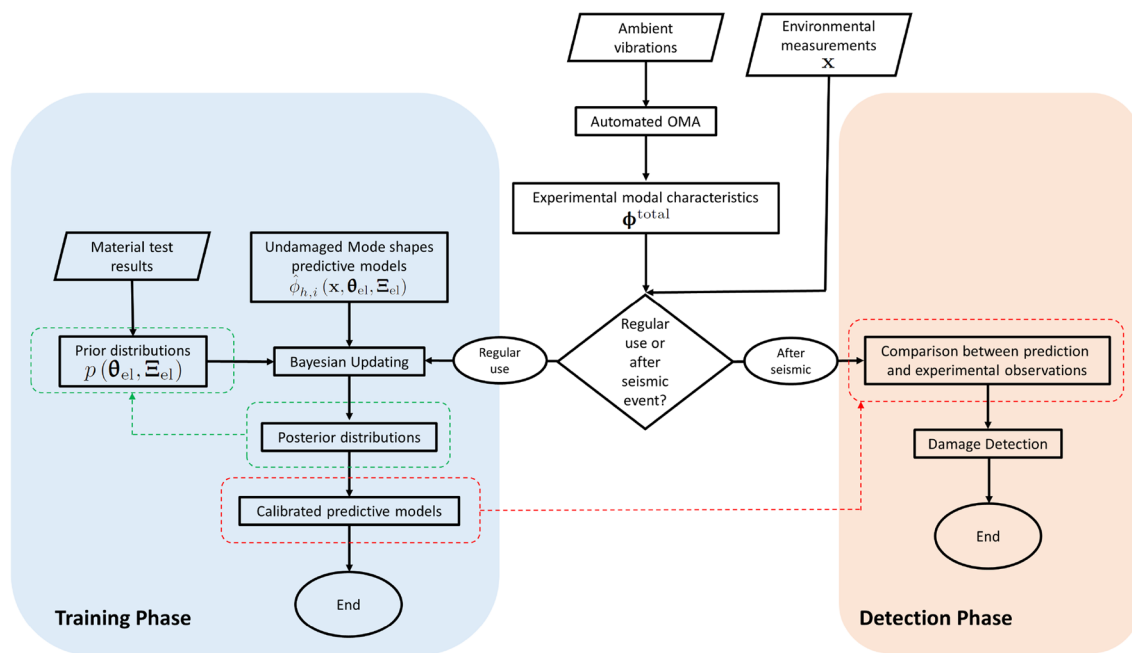 Ambient
vibrations
Environmental
measurements
𝐱
Automated OMA
Experimental modal characteristics
𝛟^total
Material test
results
Undamaged Mode shapes
predictive models
ϕ̂_h,i (𝐱, 𝛉_el, 𝚵_el)
Prior distributions
p (𝛉_el, 𝚵_el)
Bayesian Updating
Regular
use
Regular
use or
after
seismic
event?
After
seismic
Comparison between prediction
and experimental observations
Posterior distributions
Damage Detection
Calibrated predictive models
End
End
Training Phase
Detection Phase